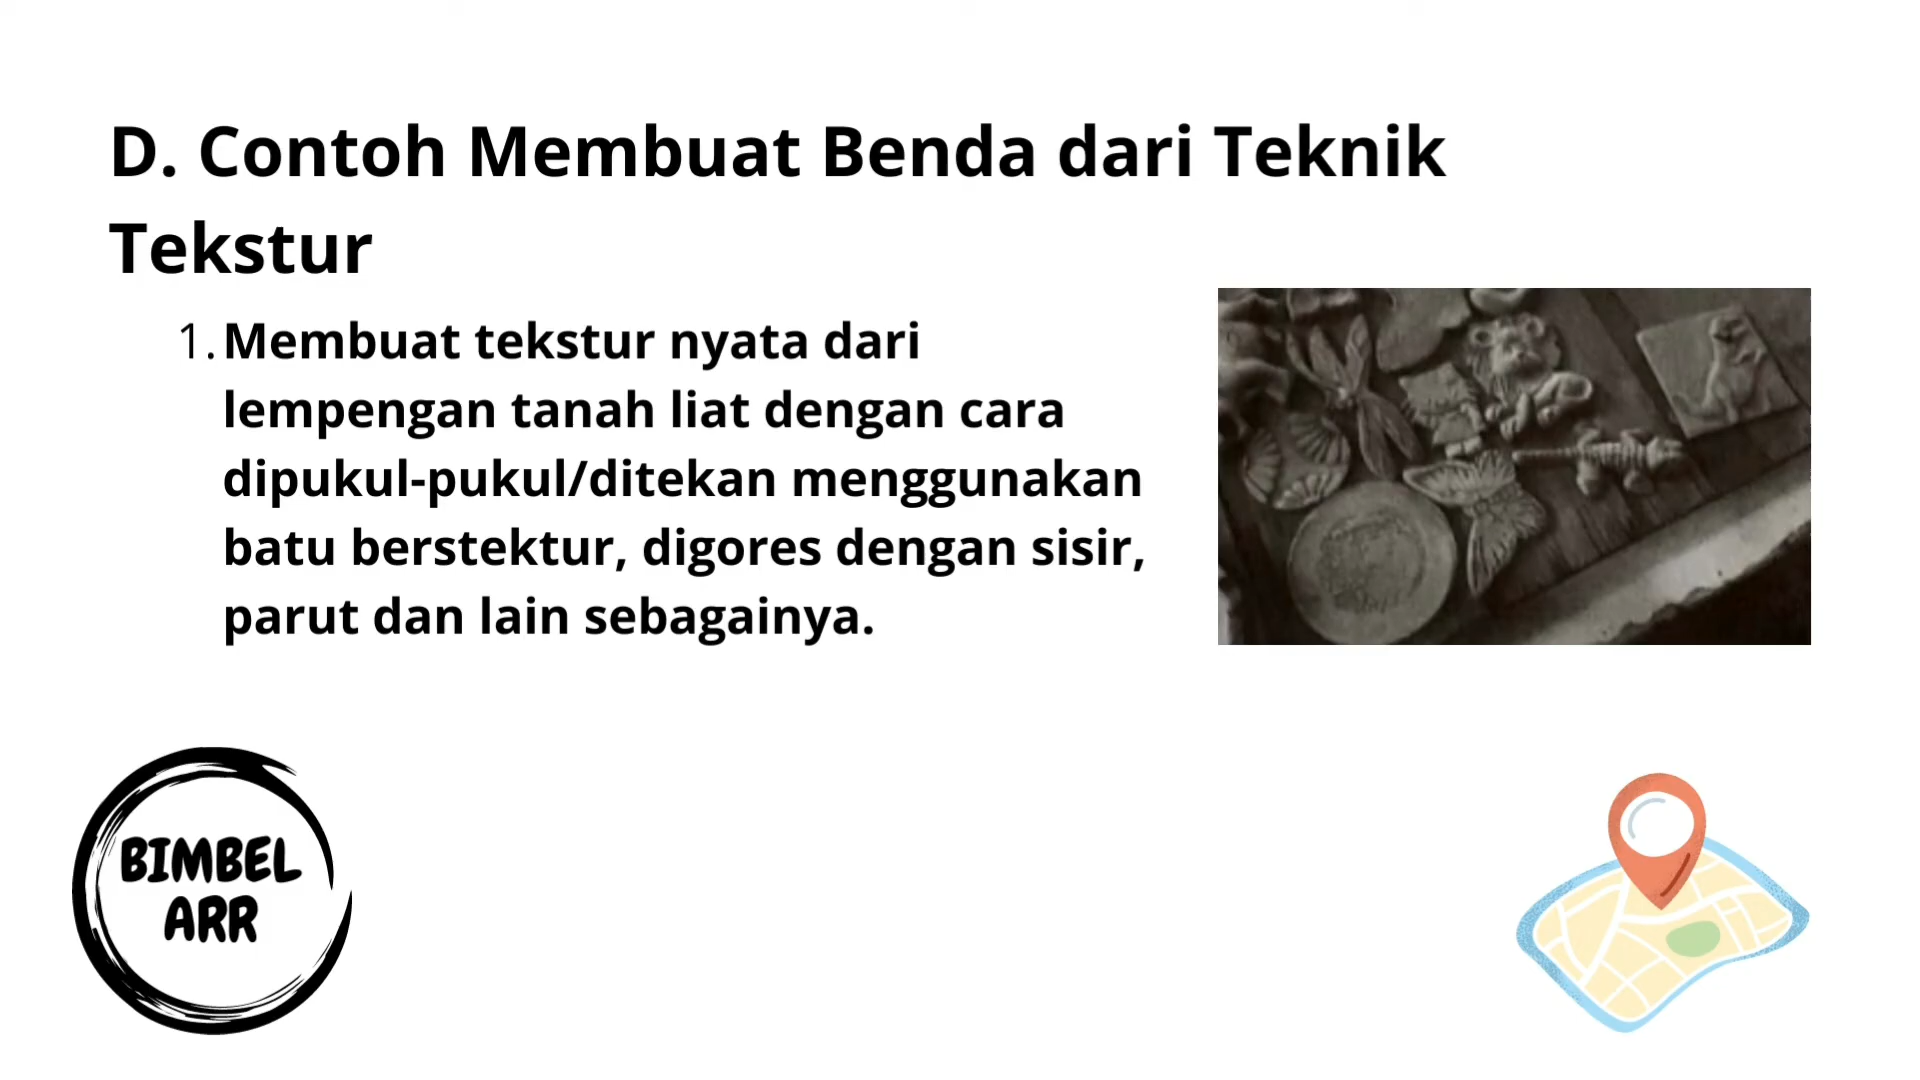 D. Contoh Membuat Benda dari Teknik
Tekstur
1. Membuat tekstur nyata dari
lempengan tanah liat dengan cara
dipukul-pukul/ditekan menggunakan
batu berstektur, digores dengan sisir,
parut dan lain sebagainya.
BIMBEL
ARR